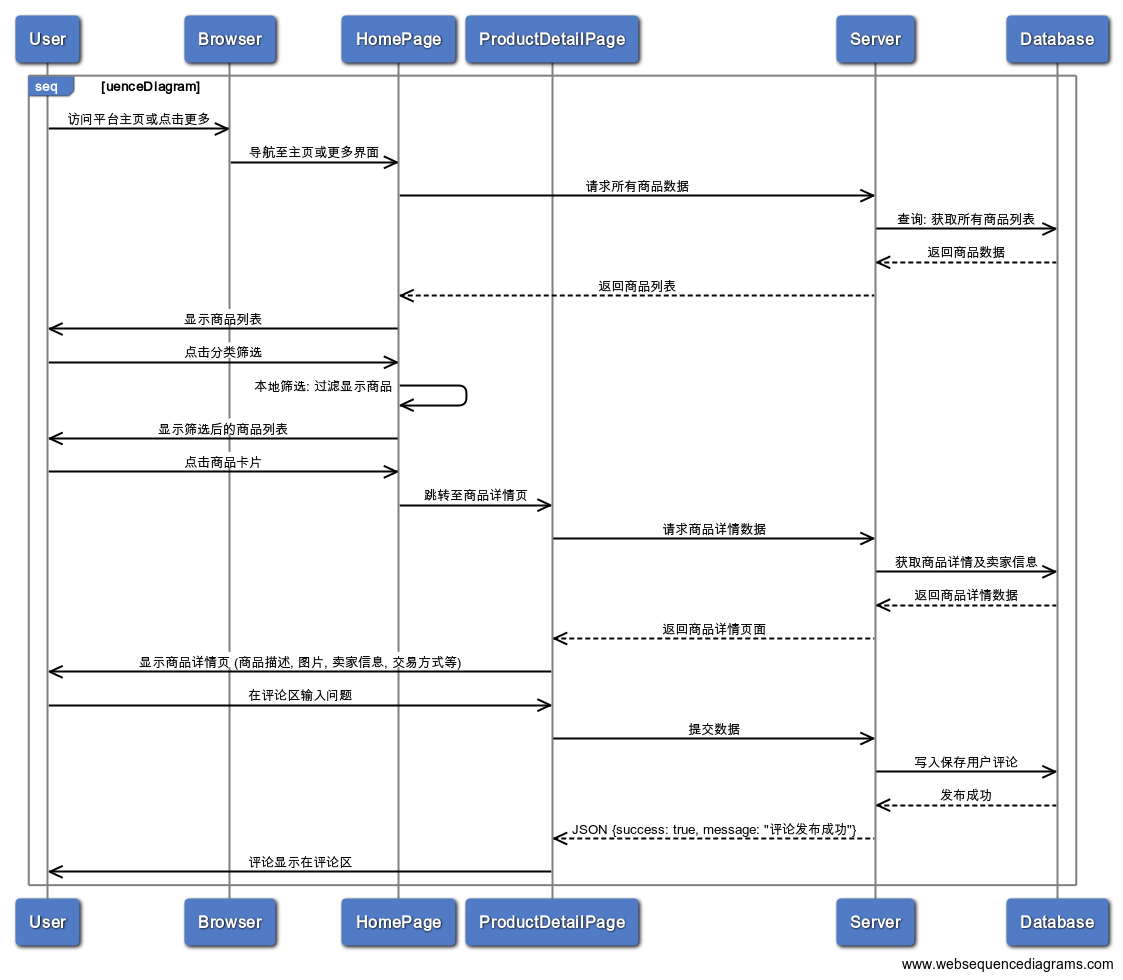 User Browser HomePage ProductDetailPage Server Database
seq [uenceDiagram]
访问平台主页或点击更多
导航至主页或更多界面
请求所有商品数据
查询: 获取所有商品列表
返回商品数据
返回商品列表
显示商品列表
点击分类筛选
本地筛选: 过滤显示商品
显示筛选后的商品列表
点击商品卡片
跳转至商品详情页
请求商品详情数据
获取商品详情及卖家信息
返回商品详情数据
返回商品详情页面
显示商品详情页 (商品描述, 图片, 卖家信息, 交易方式等)
在评论区输入问题
提交数据
写入保存用户评论
发布成功
JSON {success: true, message: "评论发布成功"}
评论显示在评论区
User Browser HomePage ProductDetailPage Server Database
www.websequencediagrams.com